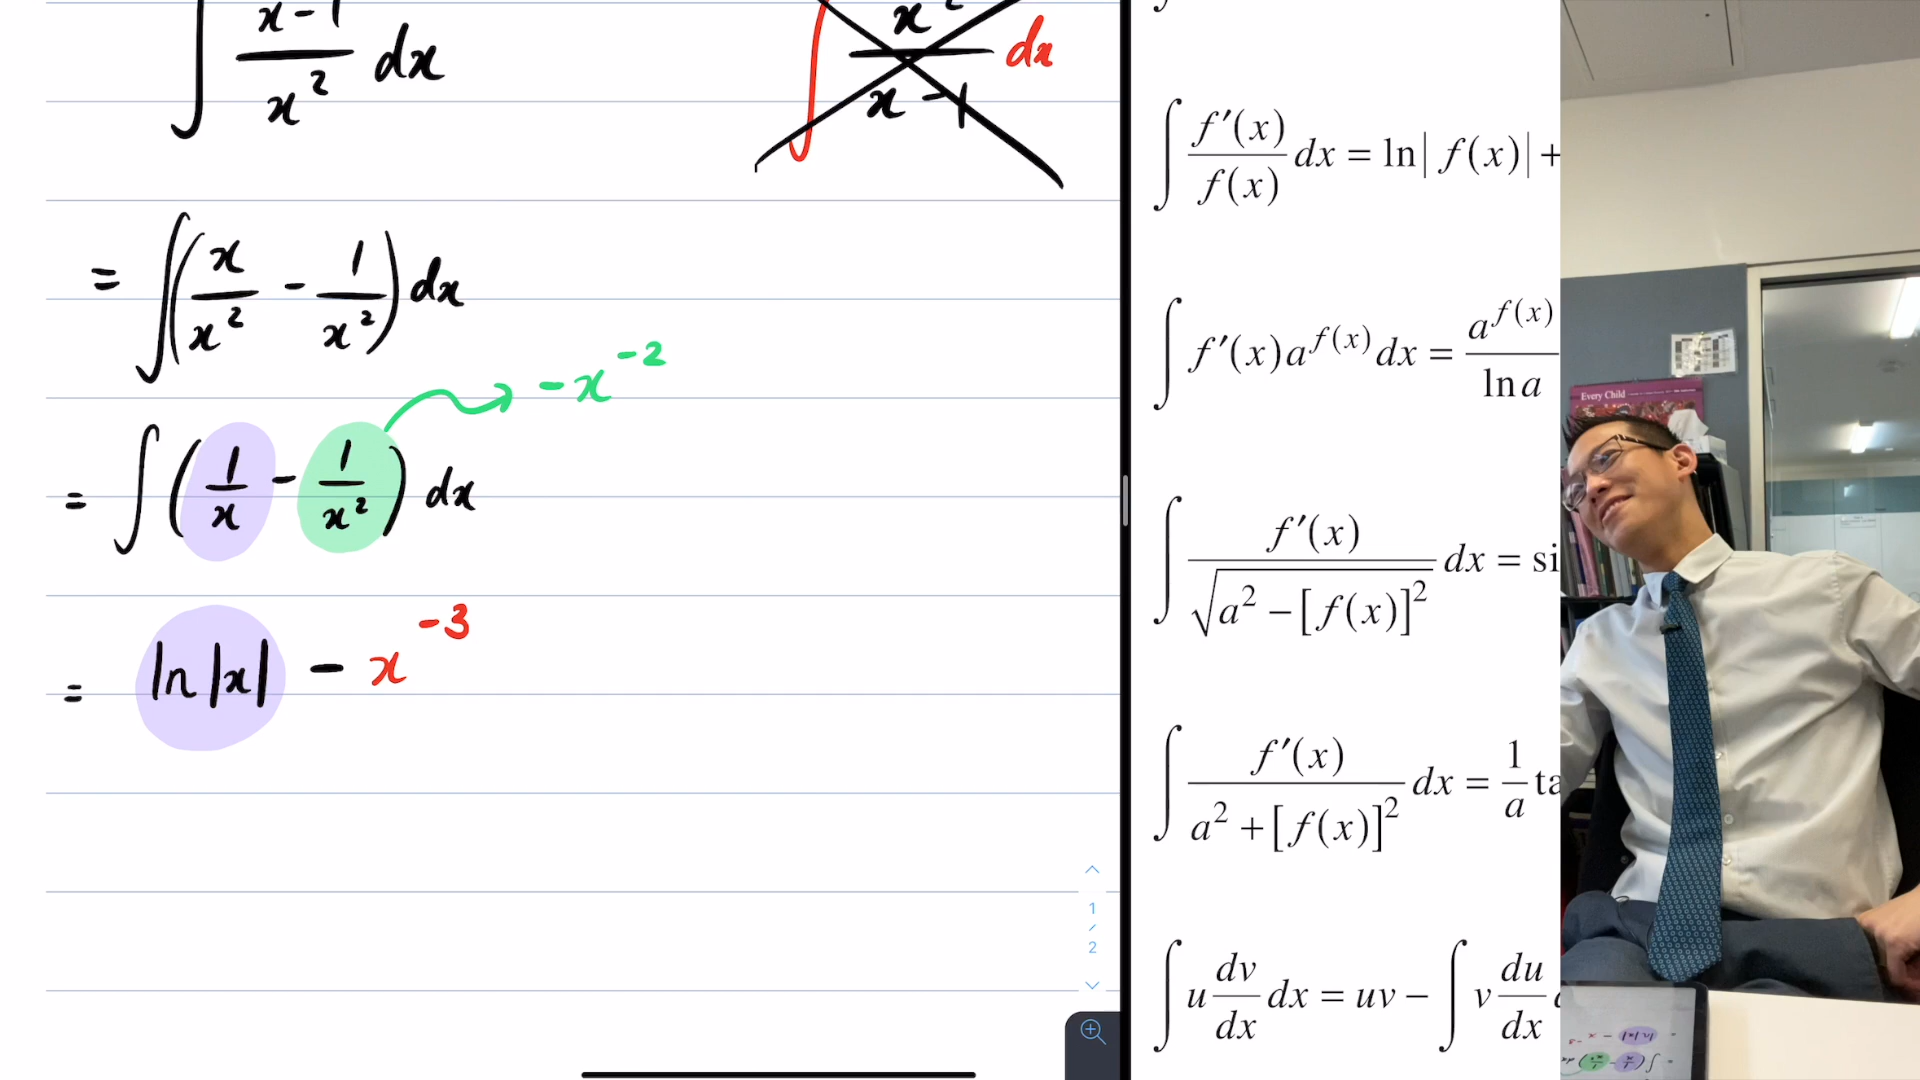 ∫ x-1/x² dx
x²/x-1 dx
= ∫(x/x² - 1/x²) dx
-x⁻²
= ∫(1/x - 1/x²) dx
= ln|x| - x⁻³
1/2
∫ f′(x)/f(x) dx = ln|f(x)| +
∫ f′(x)a^f(x) dx = a^f(x)/ln a
∫ f′(x)/√(a² - [f(x)]²) dx = si
∫ f′(x)/(a² + [f(x)]²) dx = 1/a ta
∫ u dv/dx dx = uv - ∫ v du/dx
Every Child